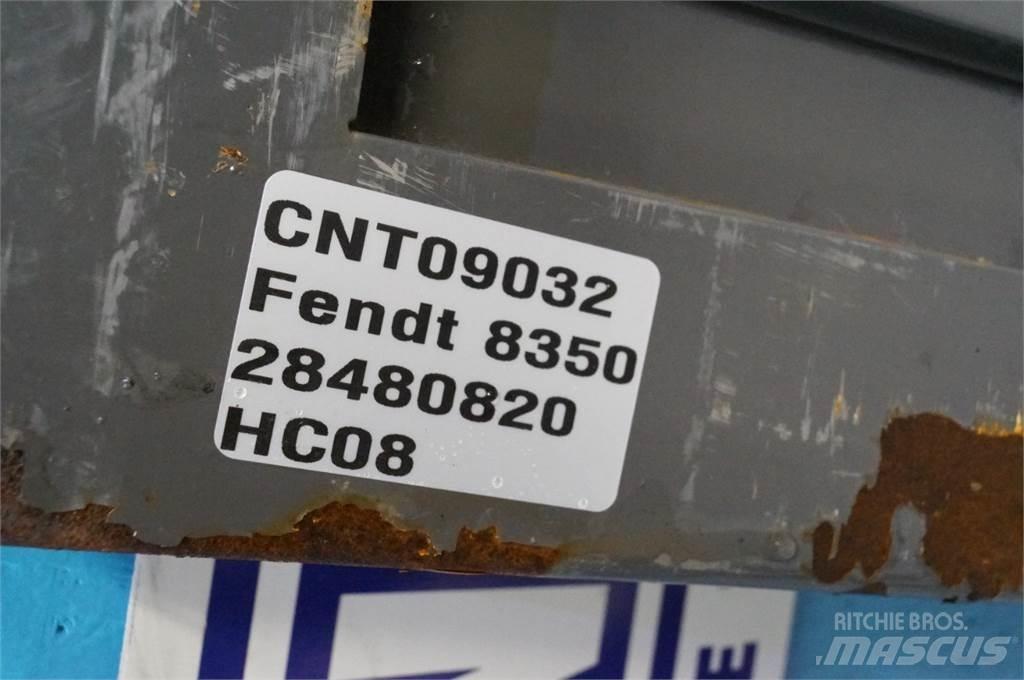 CNT09032
Fendt 8350
28480820
HC08
E
RITCHIE BROS.
MASCUS